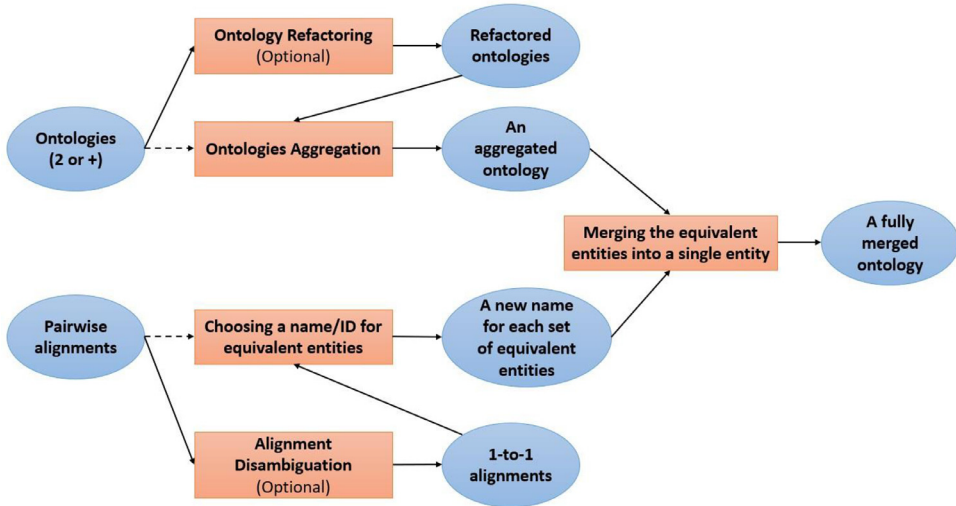 Ontology Refactoring
(Optional)
Refactored
ontologies
Ontologies
(2 or +)
Ontologies Aggregation
An
aggregated
ontology
Merging the equivalent
entities into a single entity
A fully
merged
ontology
Pairwise
alignments
Choosing a name/ID for
equivalent entities
A new name
for each set
of equivalent
entities
Alignment
Disambiguation
(Optional)
1-to-1
alignments